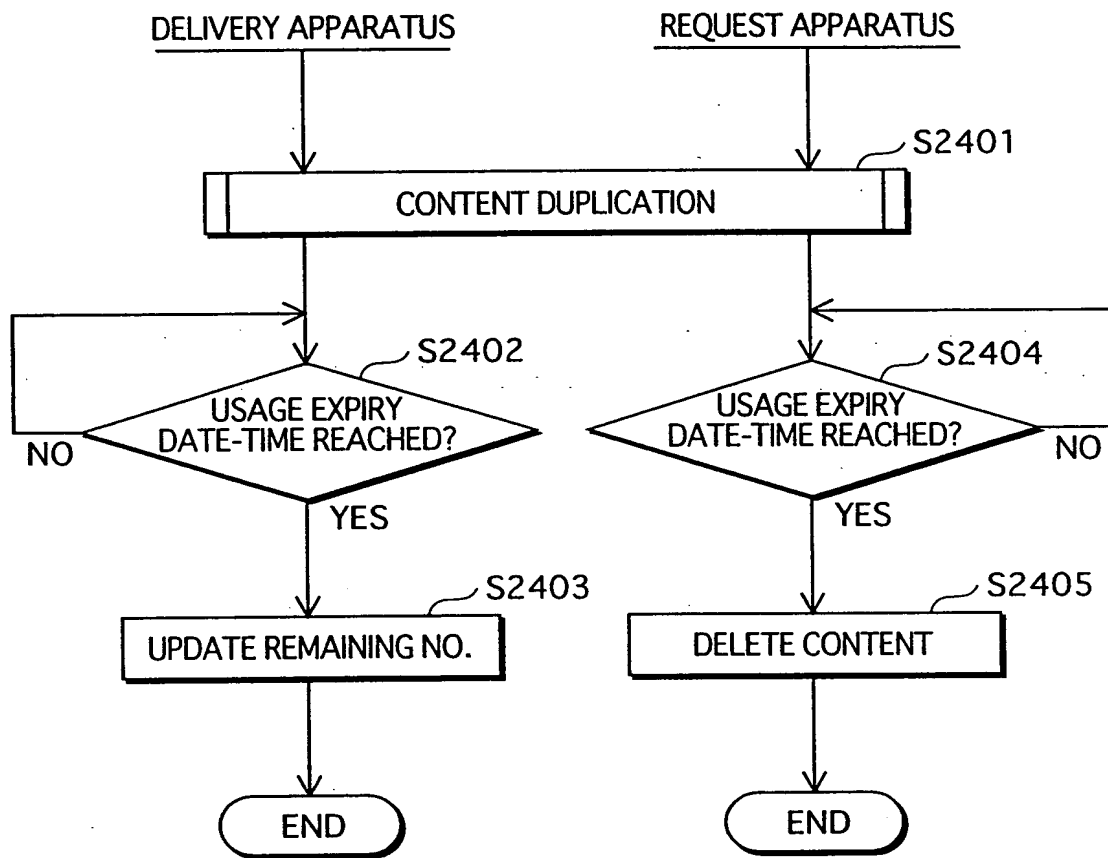 DELIVERY APPARATUS
REQUEST APPARATUS
S2401
CONTENT DUPLICATION
S2402
USAGE EXPIRY
DATE-TIME REACHED?
NO
YES
S2404
USAGE EXPIRY
DATE-TIME REACHED?
NO
YES
S2403
UPDATE REMAINING NO.
S2405
DELETE CONTENT
END
END